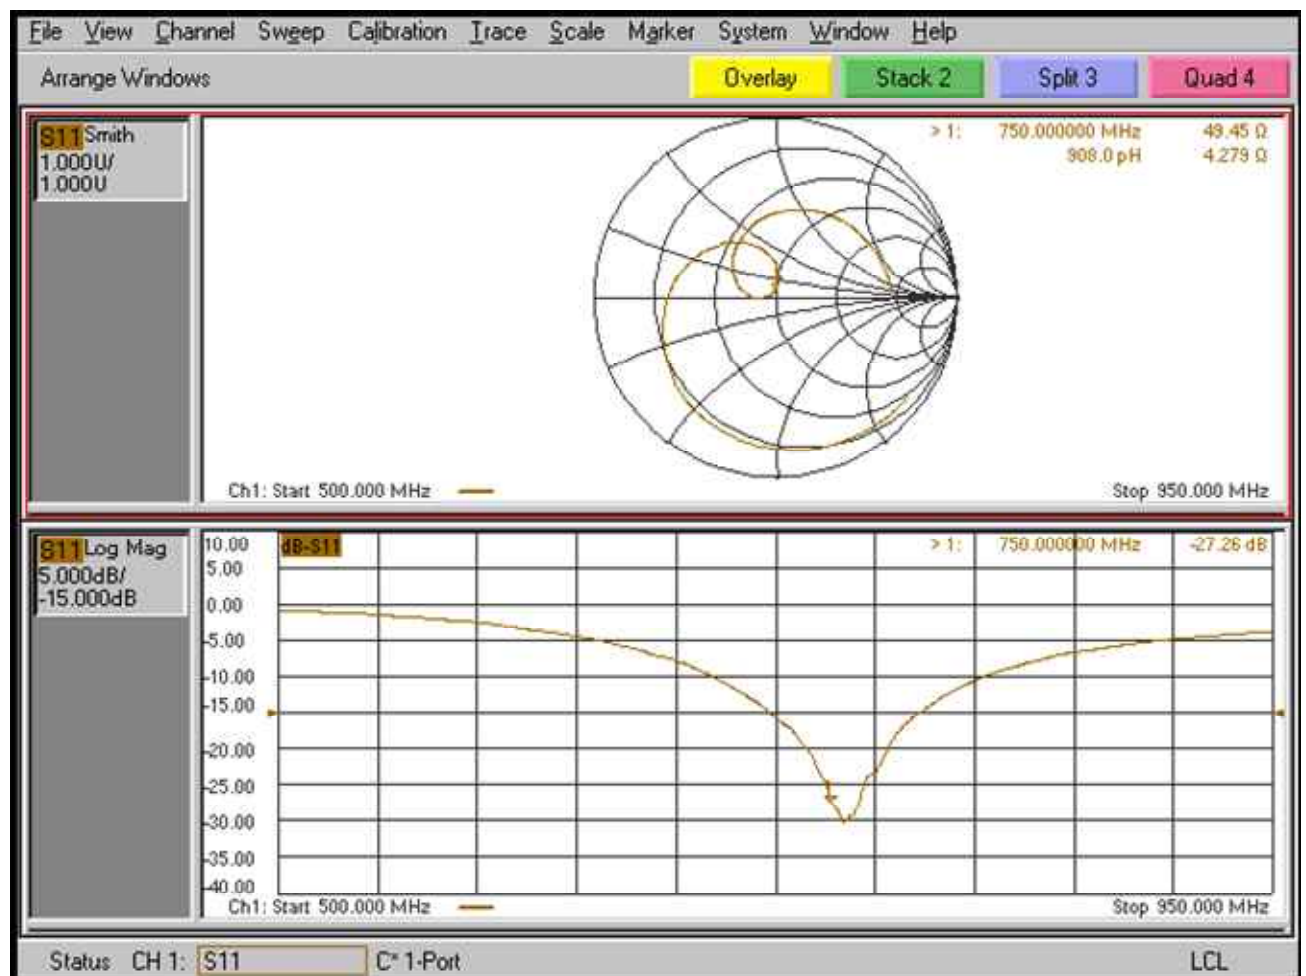 File View Channel Sweep Calibration Trace Scale Marker System Window Help
Arrange Windows Overlay Stack 2 Split 3 Quad 4
S11 Smith
1.000U/
1.000U
> 1: 750.000000 MHz 49.45 Ω
908.0 pH 4.279 Ω
Ch1: Start 500.000 MHz Stop 950.000 MHz
S11 Log Mag
5.000dB/
-15.000dB
10.00 dB-S11 > 1: 750.000000 MHz -27.26 dB
5.00
0.00
-5.00
-10.00
-15.00
-20.00
-25.00
-30.00
-35.00
-40.00
Ch1: Start 500.000 MHz Stop 950.000 MHz
Status CH 1: S11 C* 1-Port LCL